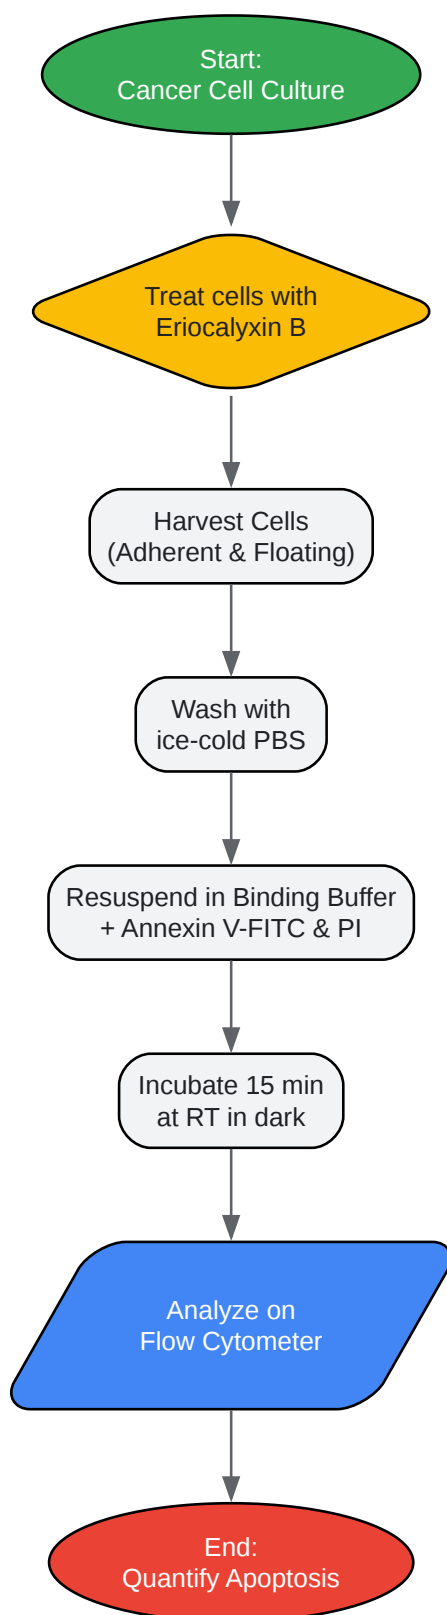 Start:
Cancer Cell Culture
Treat cells with
Eriocalyxin B
Harvest Cells
(Adherent & Floating)
Wash with
ice-cold PBS
Resuspend in Binding Buffer
+ Annexin V-FITC & PI
Incubate 15 min
at RT in dark
Analyze on
Flow Cytometer
End:
Quantify Apoptosis